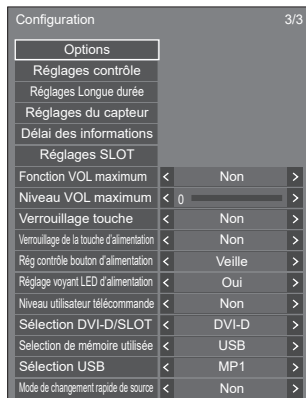 Configuration 3/3
Options
Réglages contrôle
Réglages Longue durée
Réglages du capteur
Délai des informations
Réglages SLOT
Fonction VOL maximum < Non >
Niveau VOL maximum < 0 >
Verrouillage touche < Non >
Verrouillage de la touche d'alimentation < Non >
Rég contrôle bouton d'alimentation < Veille >
Réglage voyant LED d'alimentation < Oui >
Niveau utilisateur télécommande < Non >
Sélection DVI-D/SLOT < DVI-D >
Selection de mémoire utilisée < USB >
Sélection USB < MP1 >
Mode de changement rapide de source < Non >